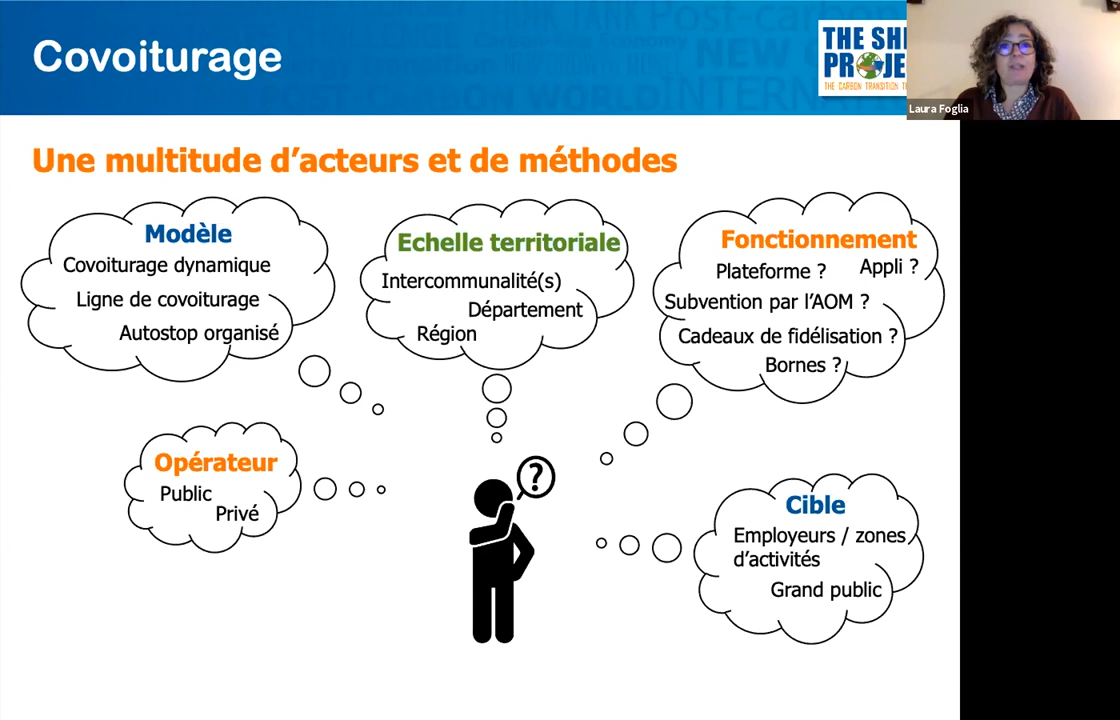 Covoiturage
THE SHI
PROJE
THE CARBON TRANSITION T
Laura Foglia
Une multitude d'acteurs et de méthodes
Modèle
Covoiturage dynamique
Ligne de covoiturage
Autostop organisé
Echelle territoriale
Intercommunalité(s)
Département
Région
Fonctionnement
Plateforme ? Appli ?
Subvention par l'AOM ?
Cadeaux de fidélisation ?
Bornes ?
Opérateur
Public
Privé
?
Cible
Employeurs / zones
d'activités
Grand public